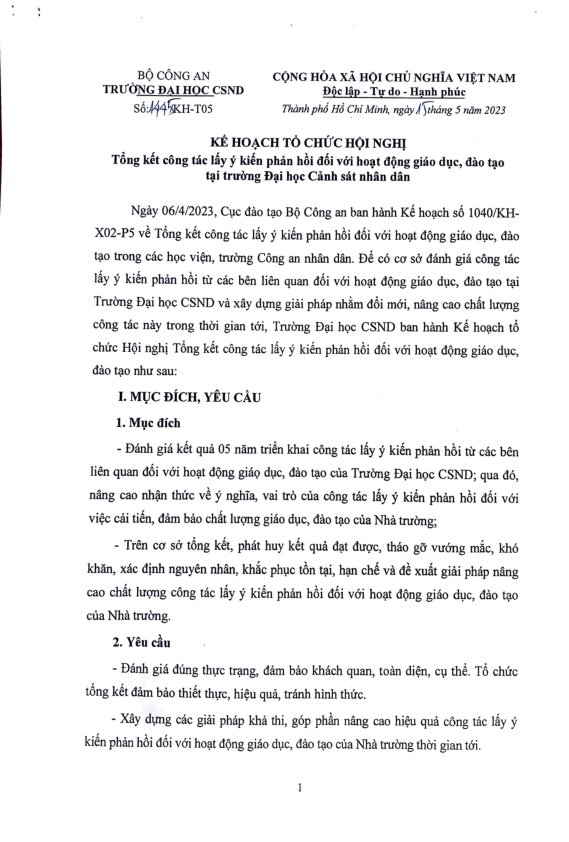 BỘ CÔNG AN
TRƯỜNG ĐẠI HỌC CSND
Số:1445/KH-T05
CỘNG HÒA XÃ HỘI CHỦ NGHĨA VIỆT NAM
Độc lập - Tự do - Hạnh phúc
Thành phố Hồ Chí Minh, ngày 15 tháng 5 năm 2023
KẾ HOẠCH TỔ CHỨC HỘI NGHỊ
Tổng kết công tác lấy ý kiến phản hồi đối với hoạt động giáo dục, đào tạo
tại trường Đại học Cảnh sát nhân dân
Ngày 06/4/2023, Cục đào tạo Bộ Công an ban hành Kế hoạch số 1040/KH-
X02-P5 về Tổng kết công tác lấy ý kiến phản hồi đối với hoạt động giáo dục, đào
tạo trong các học viện, trường Công an nhân dân. Để có cơ sở đánh giá công tác
lấy ý kiến phản hồi từ các bên liên quan đối với hoạt động giáo dục, đào tạo tại
Trường Đại học CSND và xây dựng giải pháp nhằm đổi mới, nâng cao chất lượng
công tác này trong thời gian tới, Trường Đại học CSND ban hành Kế hoạch tổ
chức Hội nghị Tổng kết công tác lấy ý kiến phản hồi đối với hoạt động giáo dục,
đào tạo như sau:
I. MỤC ĐÍCH, YÊU CẦU
1. Mục đích
- Đánh giá kết quả 05 năm triển khai công tác lấy ý kiến phản hồi từ các bên
liên quan đối với hoạt động giáo dục, đào tạo của Trường Đại học CSND; qua đó,
nâng cao nhận thức về ý nghĩa, vai trò của công tác lấy ý kiến phản hồi đối với
việc cải tiến, đảm bảo chất lượng giáo dục, đào tạo của Nhà trường;
- Trên cơ sở tổng kết, phát huy kết quả đạt được, tháo gỡ vướng mắc, khó
khăn, xác định nguyên nhân, khắc phục tồn tại, hạn chế và đề xuất giải pháp nâng
cao chất lượng công tác lấy ý kiến phản hồi đối với hoạt động giáo dục, đào tạo
của Nhà trường.
2. Yêu cầu
- Đánh giá đúng thực trạng, đảm bảo khách quan, toàn diện, cụ thể. Tổ chức
tổng kết đảm bảo thiết thực, hiệu quả, tránh hình thức.
- Xây dựng các giải pháp khả thi, góp phần nâng cao hiệu quả công tác lấy ý
kiến phản hồi đối với hoạt động giáo dục, đào tạo của Nhà trường thời gian tới.
1